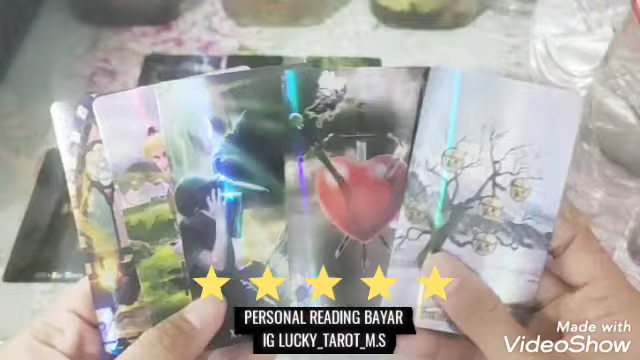 PERSONAL READING BAYAR
IG LUCKY_TAROT_M.S
Made with
VideoShow